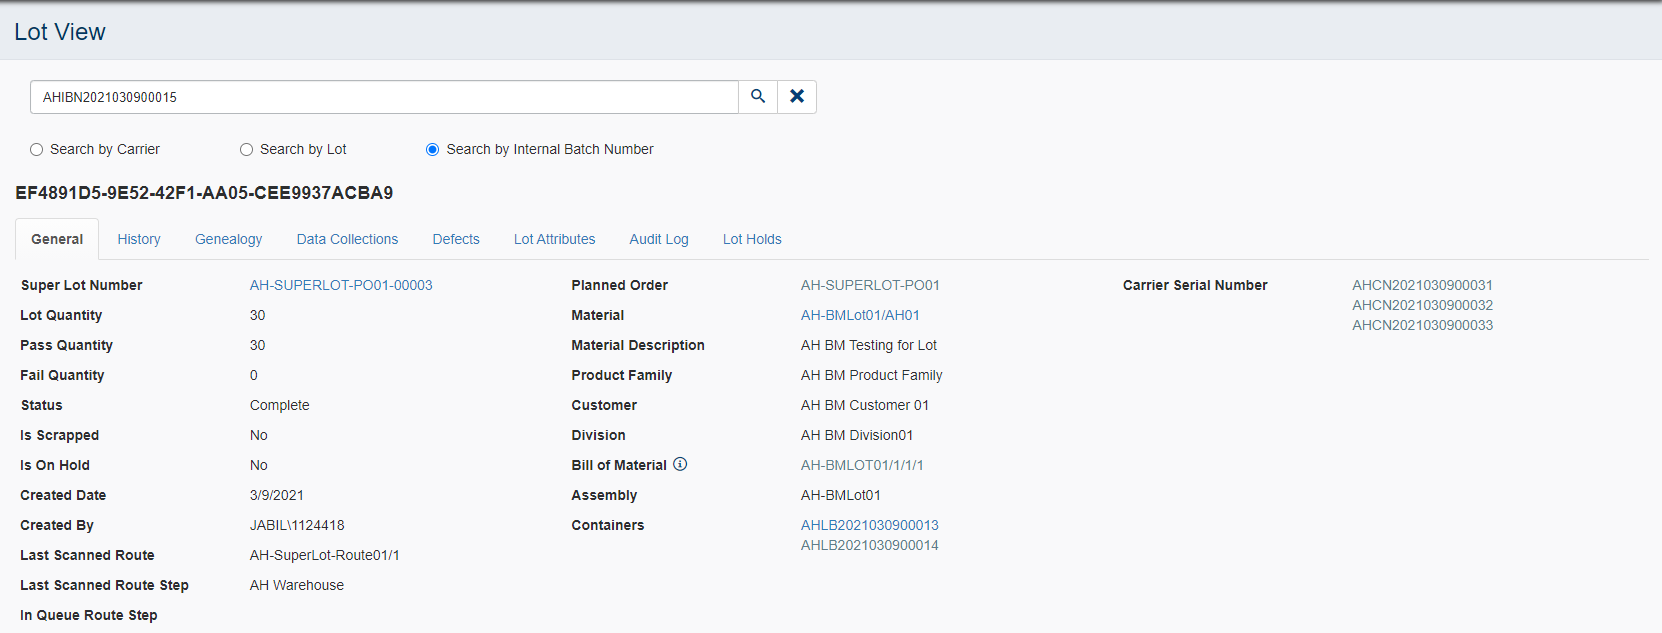 Lot View
AHIBN2021030900015
Search by Carrier Search by Lot Search by Internal Batch Number
EF4891D5-9E52-42F1-AA05-CEE9937ACBA9
General History Genealogy Data Collections Defects Lot Attributes Audit Log Lot Holds
Super Lot Number AH-SUPERLOT-PO01-00003 Planned Order AH-SUPERLOT-PO01 Carrier Serial Number AHCN2021030900031
AHCN2021030900032
Lot Quantity 30 Material AH-BMLot01/AH01
AHCN2021030900033
Pass Quantity 30 Material Description AH BM Testing for Lot
Fail Quantity 0 Product Family AH BM Product Family
Status Complete Customer AH BM Customer 01
Is Scrapped No Division AH BM Division01
Is On Hold No Bill of Material AH-BMLOT01/1/1/1
Created Date 3/9/2021 Assembly AH-BMLot01
Created By JABIL\1124418 Containers AHLB2021030900013
AHLB2021030900014
Last Scanned Route AH-SuperLot-Route01/1
Last Scanned Route Step AH Warehouse
In Queue Route Step